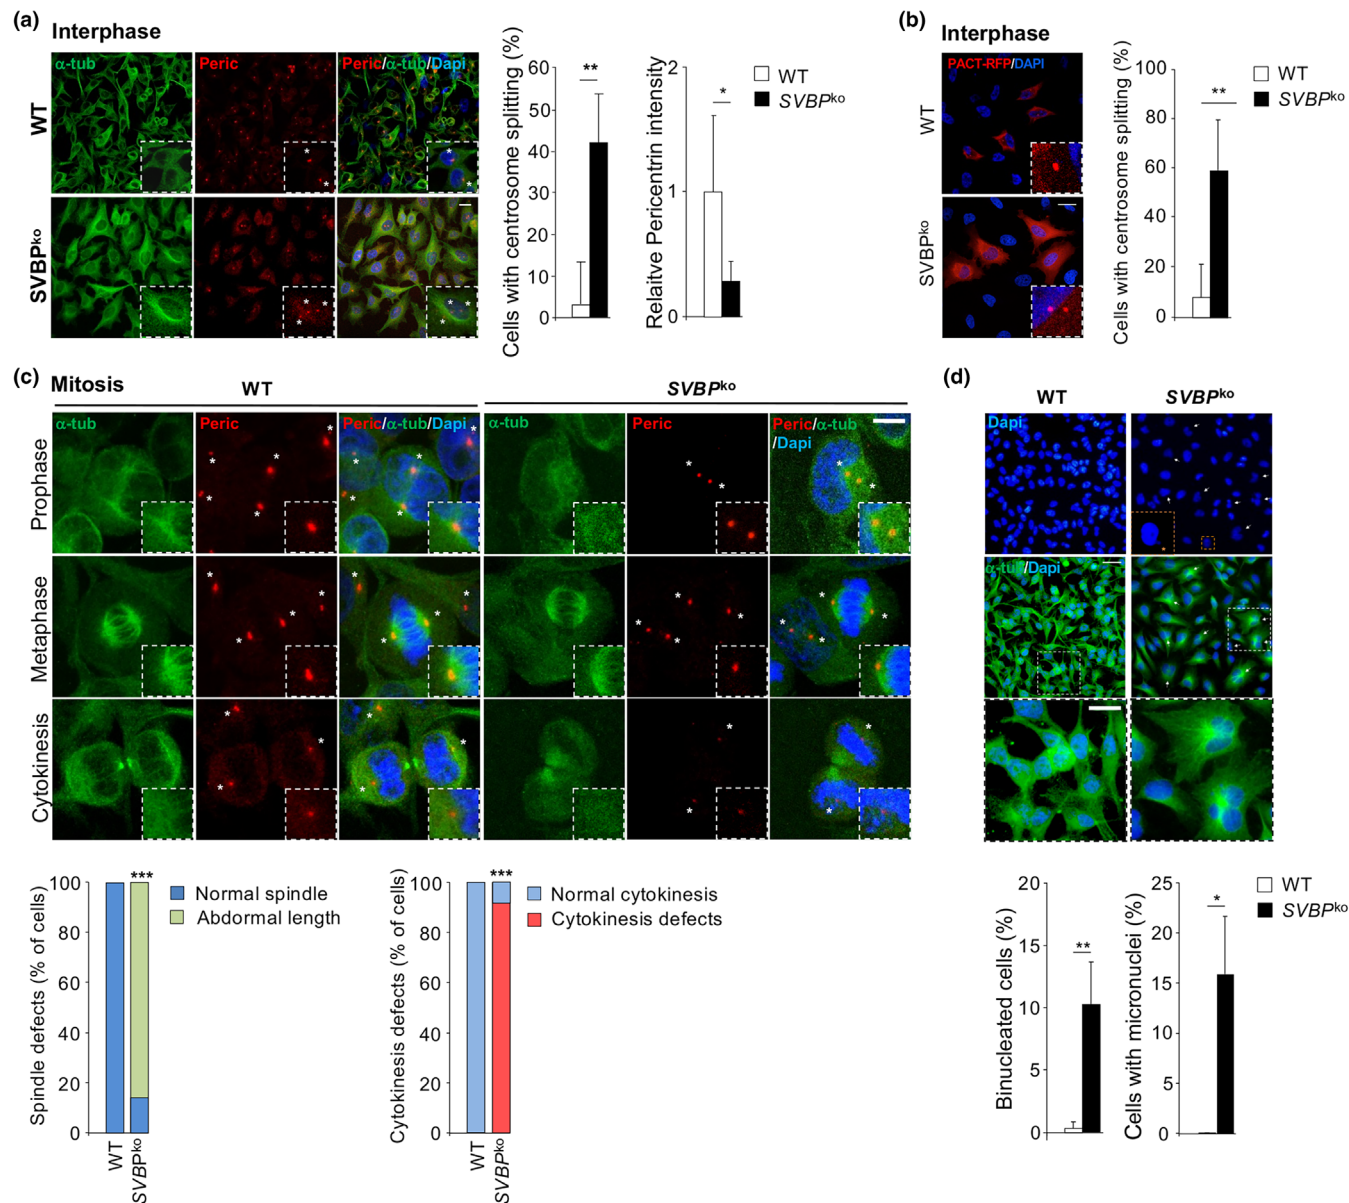 (a) Interphase
α-tub
Peric
Peric/α-tub/Dapi
WT
SVBPko
Cells with centrosome splitting (%)
60
50
40
30
20
10
0
**
Relaitve Pericentrin intensity
2
1
0
*
WT
SVBPko
(b) Interphase
PACT-RFP/DAPI
WT
SVBPko
Cells with centrosome splitting (%)
100
80
60
40
20
0
**
WT
SVBPko
(c) Mitosis
WT
SVBPko
α-tub
Peric
Peric/α-tub/Dapi
α-tub
Peric
Peric/α-tub
/Dapi
Prophase
Metaphase
Cytokinesis
Spindle defects (% of cells)
100
80
60
40
20
0
***
WT
SVBPko
Normal spindle
Abdormal length
Cytokinesis defects (% of cells)
100
80
60
40
20
0
***
WT
SVBPko
Normal cytokinesis
Cytokinesis defects
(d)
WT
SVBPko
Dapi
α-tub/Dapi
Binucleated cells (%)
20
15
10
5
0
**
Cells with micronuclei (%)
25
20
15
10
5
0
*
WT
SVBPko